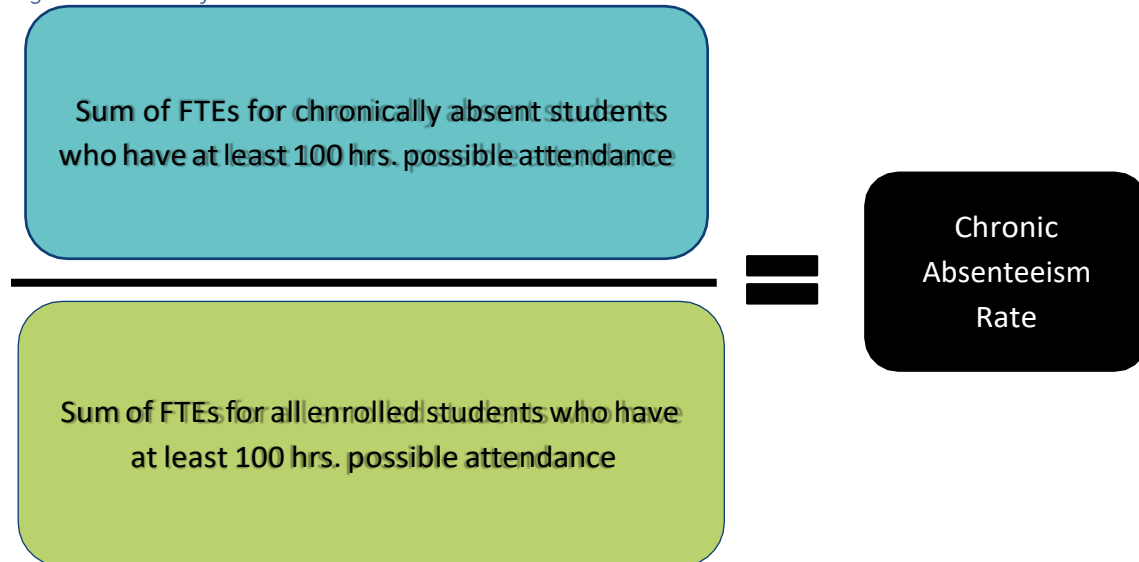 Sum of FTEs for chronically absent students
who have at least 100 hrs. possible attendance
Chronic
Absenteeism
Rate
Sum of FTEs for all enrolled students who have
at least 100 hrs. possible attendance